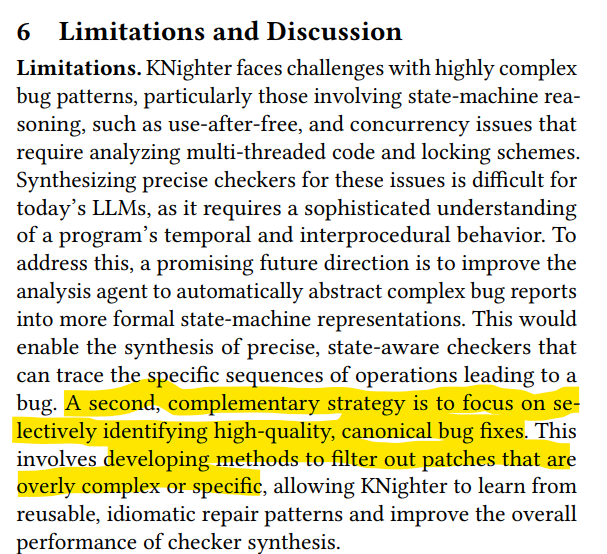 6 Limitations and Discussion
Limitations. KNighter faces challenges with highly complex
bug patterns, particularly those involving state-machine rea-
soning, such as use-after-free, and concurrency issues that
require analyzing multi-threaded code and locking schemes.
Synthesizing precise checkers for these issues is difficult for
today's LLMs, as it requires a sophisticated understanding
of a program's temporal and interprocedural behavior. To
address this, a promising future direction is to improve the
analysis agent to automatically abstract complex bug reports
into more formal state-machine representations. This would
enable the synthesis of precise, state-aware checkers that
can trace the specific sequences of operations leading to a
bug. A second, complementary strategy is to focus on se-
lectively identifying high-quality, canonical bug fixes. This
involves developing methods to filter out patches that are
overly complex or specific, allowing KNighter to learn from
reusable, idiomatic repair patterns and improve the overall
performance of checker synthesis.